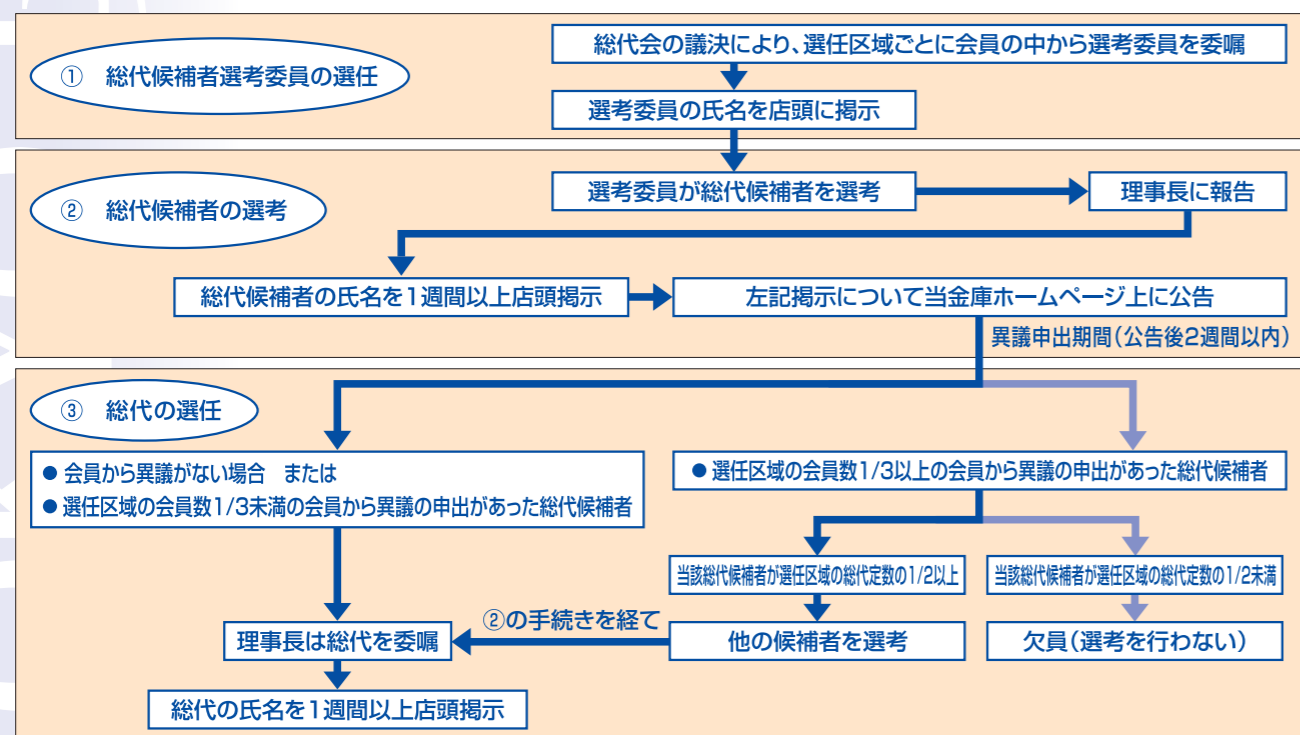 ① 総代候補者選考委員の選任
総代会の議決により、選任区域ごとに会員の中から選考委員を委嘱
選考委員の氏名を店頭に掲示
② 総代候補者の選考
選考委員が総代候補者を選考
理事長に報告
総代候補者の氏名を1週間以上店頭掲示
左記掲示について当金庫ホームページ上に公告
異議申出期間(公告後2週間以内)
③ 総代の選任
● 会員から異議がない場合 または
● 選任区域の会員数1/3未満の会員から異議の申出があった総代候補者
● 選任区域の会員数1/3以上の会員から異議の申出があった総代候補者
当該総代候補者が選任区域の総代定数の1/2以上
当該総代候補者が選任区域の総代定数の1/2未満
②の手続きを経て
理事長は総代を委嘱
他の候補者を選考
欠員(選考を行わない)
総代の氏名を1週間以上店頭掲示